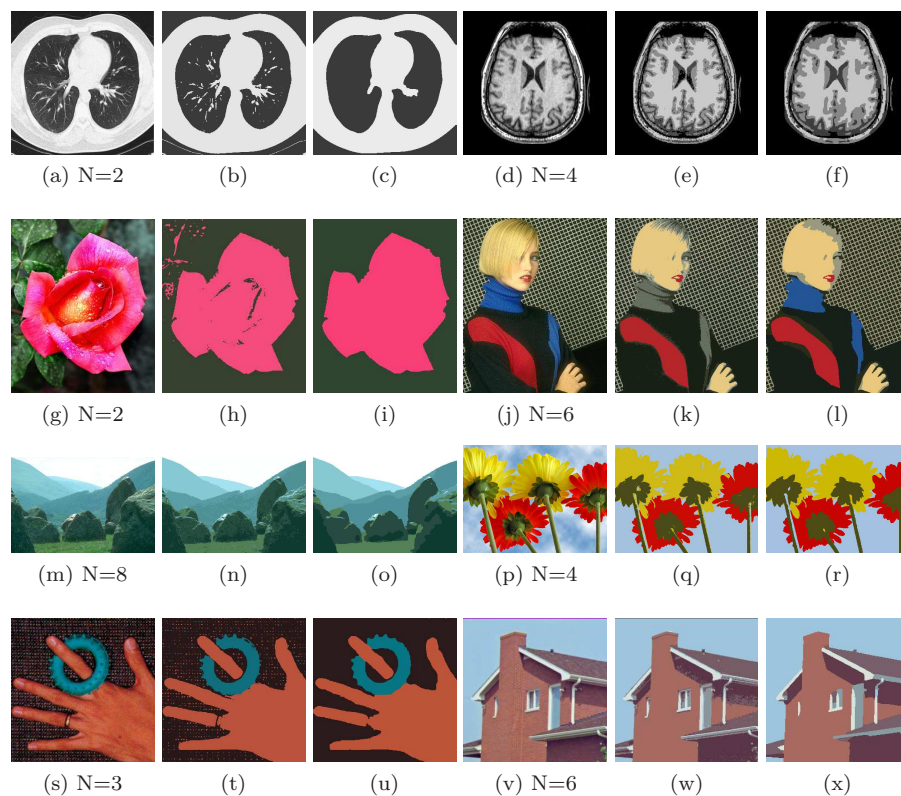 (a) N=2 (b) (c) (d) N=4 (e) (f)
(g) N=2 (h) (i) (j) N=6 (k) (l)
(m) N=8 (n) (o) (p) N=4 (q) (r)
(s) N=3 (t) (u) (v) N=6 (w) (x)